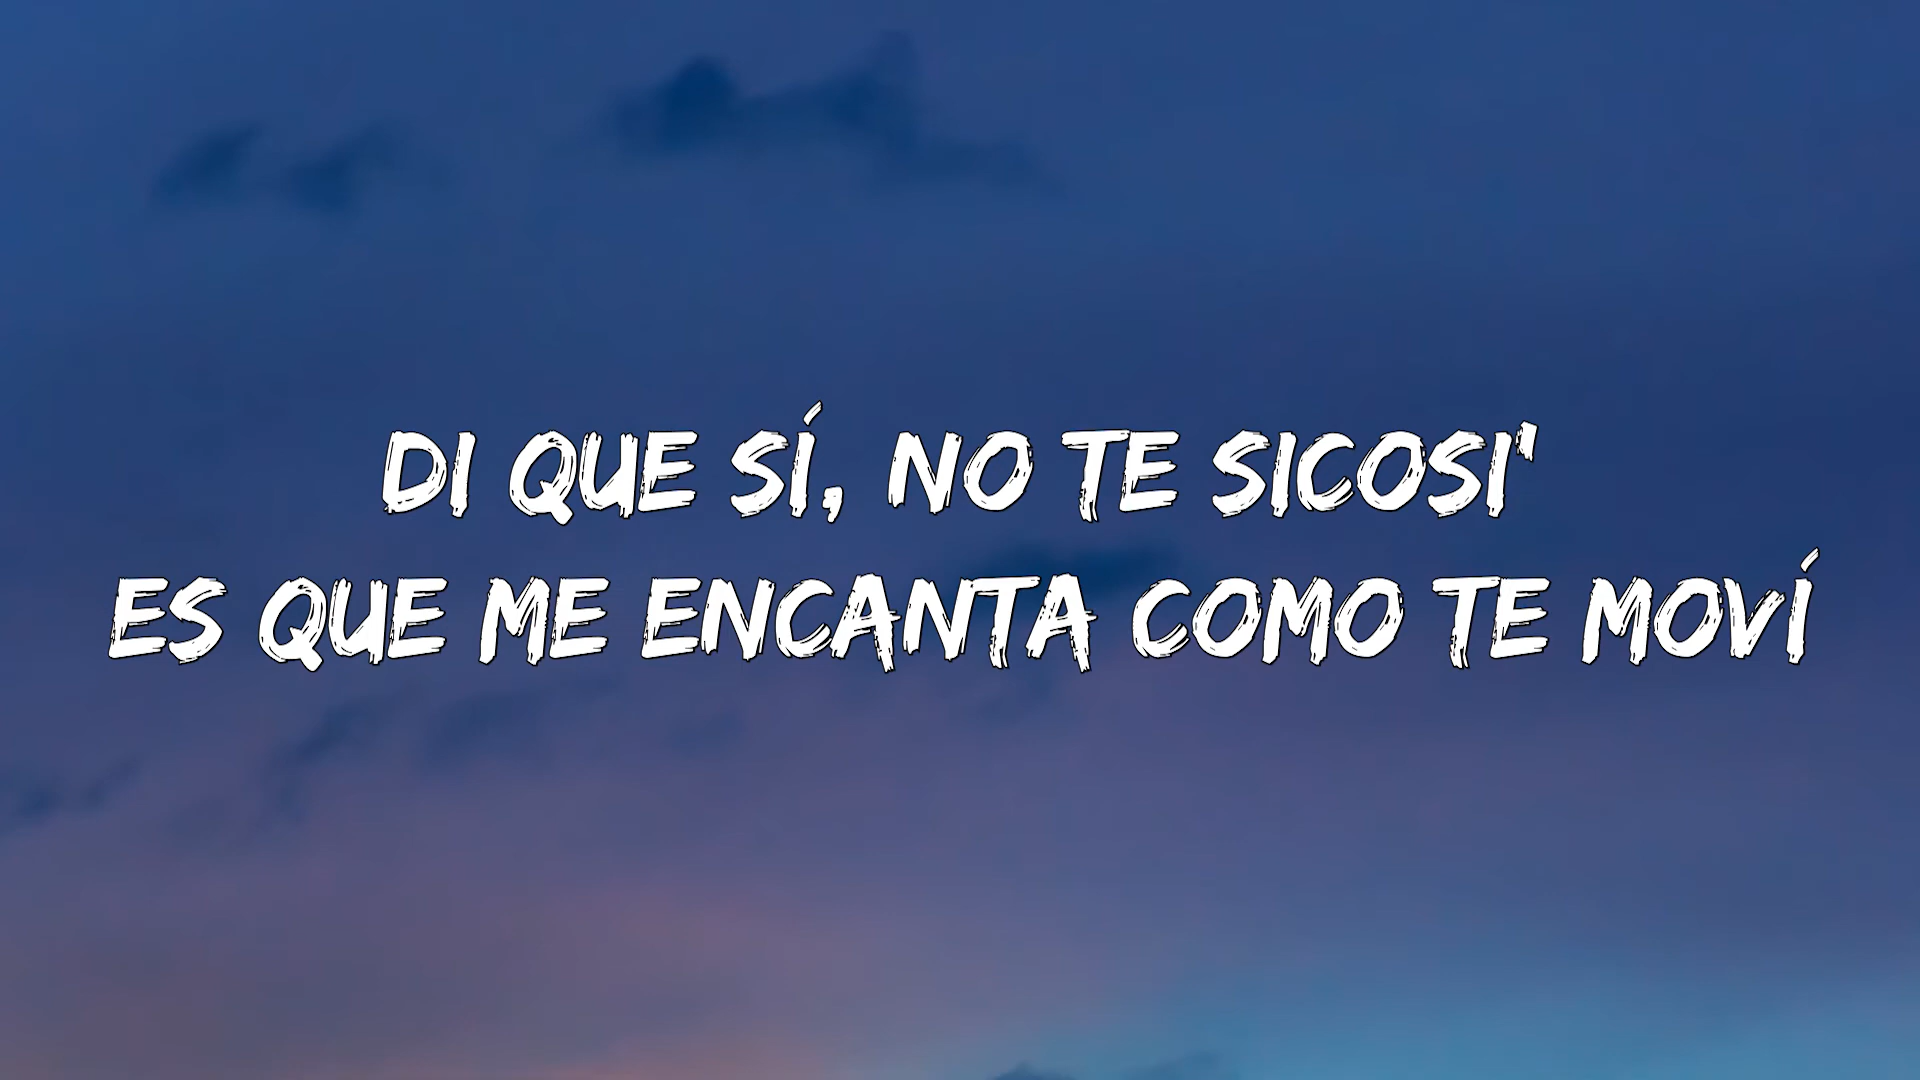 DI QUE SÍ, NO TE SICOSI'
ES QUE ME ENCANTA COMO TE MOVÍ